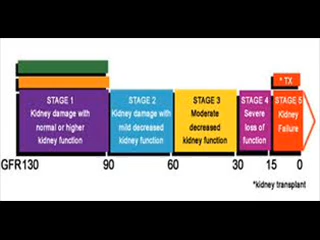 * TX
STAGE 1
Kidney damage with
normal or higher
kidney function
STAGE 2
Kidney damage with
mild decreased
kidney function
STAGE 3
Moderate
decreased
kidney function
STAGE 4
Severe
loss of
function
STAGE 5
Kidney
Failure
GFR130 90 60 30 15 0
*kidney transplant